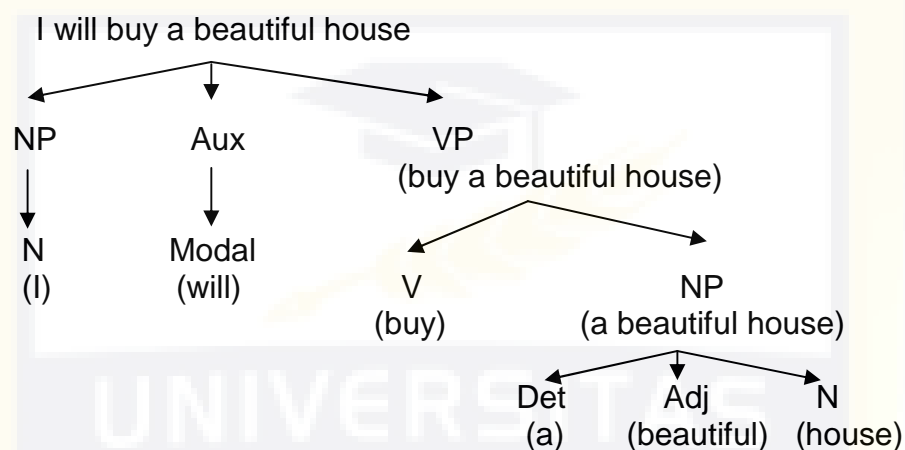 I will buy a beautiful house
NP Aux VP
(buy a beautiful house)
N Modal
(I) (will) V NP
(buy) (a beautiful house)
Det Adj N
(a) (beautiful) (house)
UNIVERSITAS